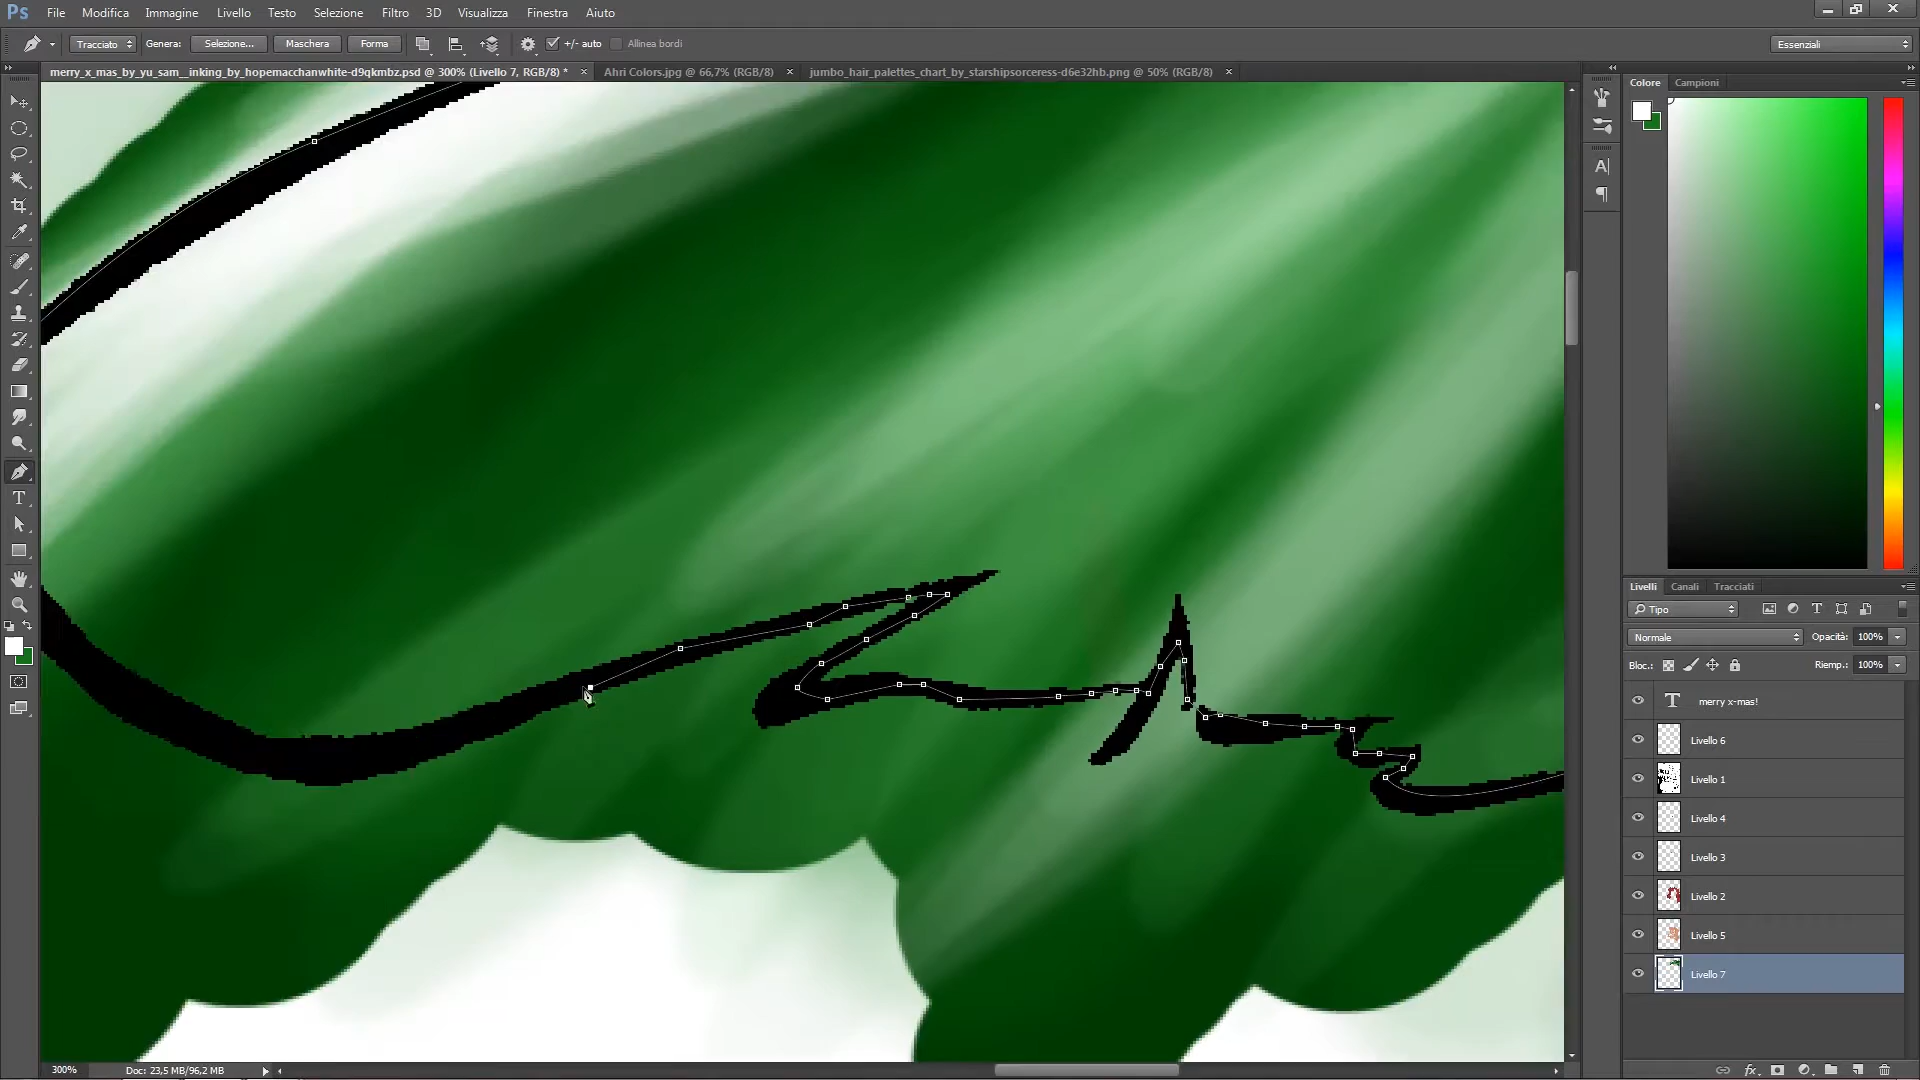 Ps File Modifica Immagine Livello Testo Selezione Filtro 3D Visualizza Finestra Aiuto
Tracciato Genera: Selezione... Maschera Forma +/- auto Allinea bordi Essenziali
merry_x_mas_by_yu_sam__inking_by_hopemacchanwhite-d9qkmbz.psd @ 300% (Livello 7, RGB/8) * × Ahri Colors.jpg @ 66,7% (RGB/8) × jumbo_hair_palettes_chart_by_starshipsorceress-d6e32hb.png @ 50% (RGB/8) ×
Colore Campioni
Livelli Canali Tracciati
Tipo
Normale Opacità: 100%
Bloc.: Riemp.: 100%
T merry x-mas!
Livello 6
Livello 1
Livello 4
Livello 3
Livello 2
Livello 5
Livello 7
300% Doc: 23,5 MB/96,2 MB